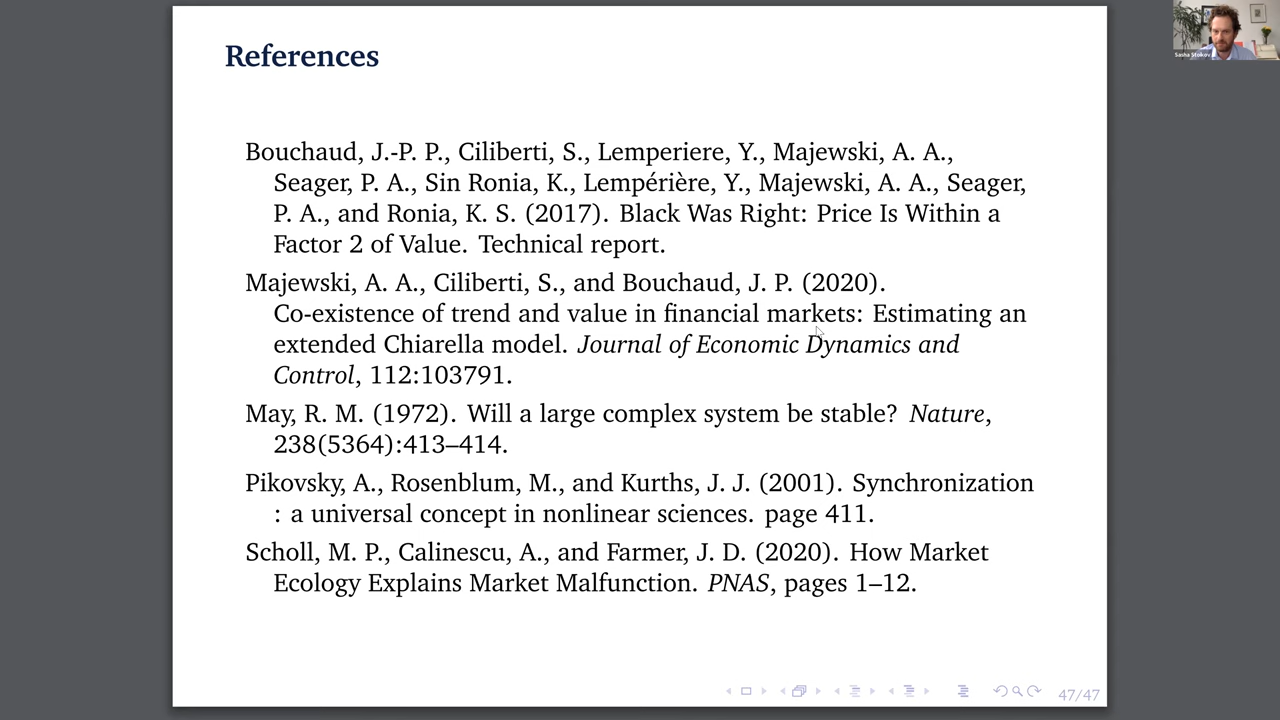 References
Sasha Stoikov
Bouchaud, J.-P. P., Ciliberti, S., Lemperiere, Y., Majewski, A. A.,
Seager, P. A., Sin Ronia, K., Lempérière, Y., Majewski, A. A., Seager,
P. A., and Ronia, K. S. (2017). Black Was Right: Price Is Within a
Factor 2 of Value. Technical report.
Majewski, A. A., Ciliberti, S., and Bouchaud, J. P. (2020).
Co-existence of trend and value in financial markets: Estimating an
extended Chiarella model. Journal of Economic Dynamics and
Control, 112:103791.
May, R. M. (1972). Will a large complex system be stable? Nature,
238(5364):413–414.
Pikovsky, A., Rosenblum, M., and Kurths, J. J. (2001). Synchronization
: a universal concept in nonlinear sciences. page 411.
Scholl, M. P., Calinescu, A., and Farmer, J. D. (2020). How Market
Ecology Explains Market Malfunction. PNAS, pages 1–12.
47/47